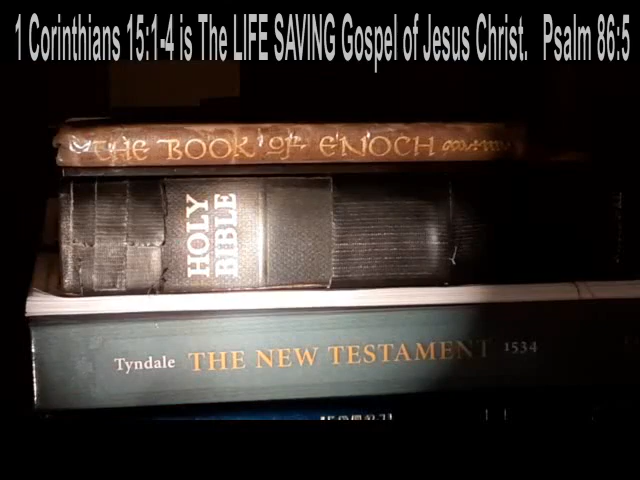 1 Corinthians 15:1-4 is The LIFE SAVING Gospel of Jesus Christ. Psalm 86:5
THE BOOK OF ENOCH
HOLY
BIBLE
Tyndale THE NEW TESTAMENT 1534